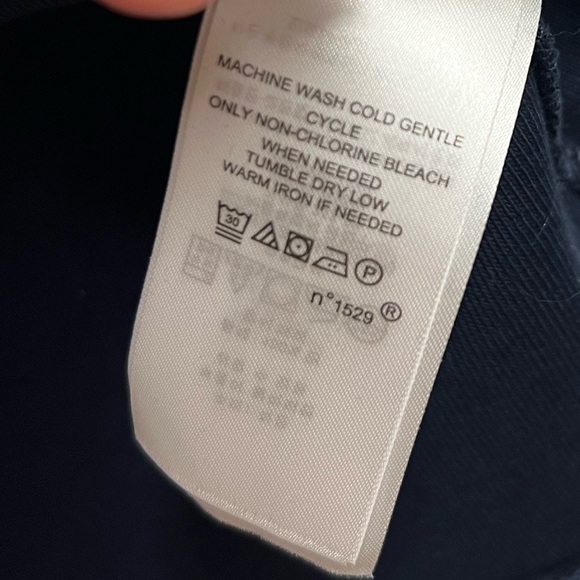 MACHINE WASH COLD GENTLE
CYCLE
ONLY NON-CHLORINE BLEACH
WHEN NEEDED
TUMBLE DRY LOW
WARM IRON IF NEEDED
30 P
n°1529®